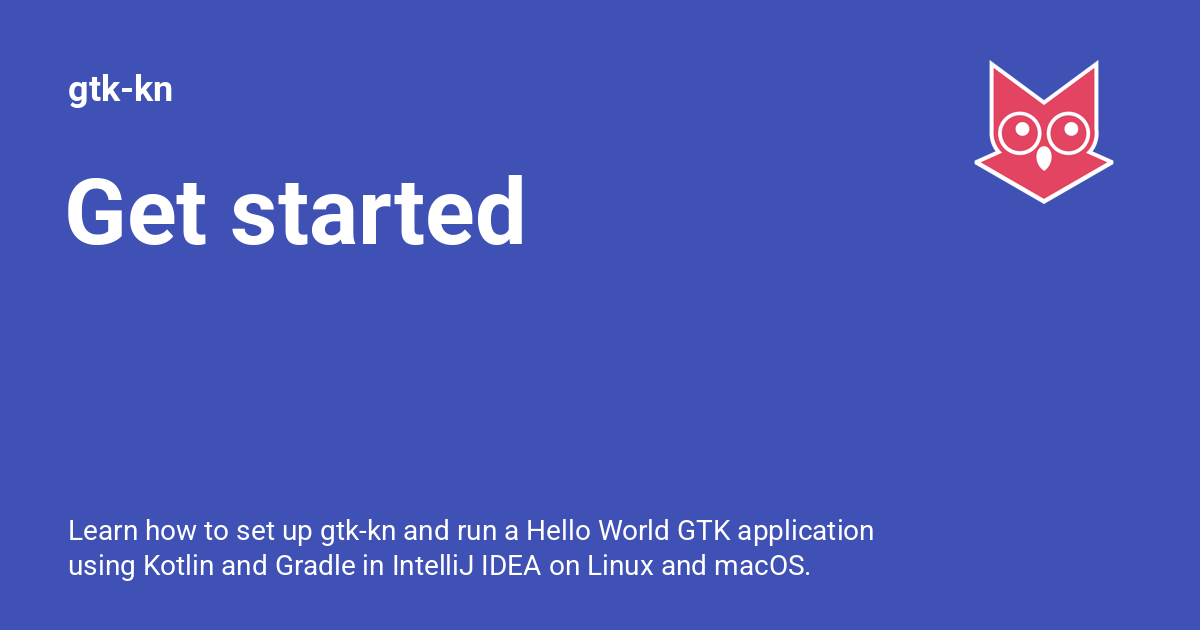 gtk-kn
Get started
Learn how to set up gtk-kn and run a Hello World GTK application
using Kotlin and Gradle in IntelliJ IDEA on Linux and macOS.